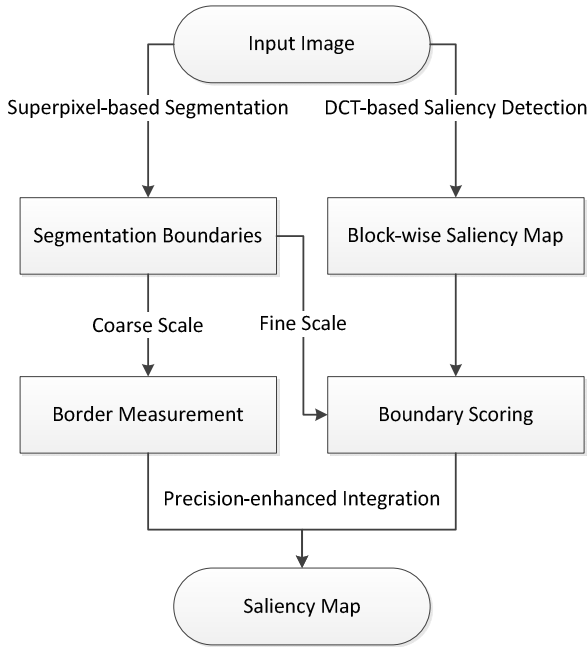 Input Image
Superpixel-based Segmentation
DCT-based Saliency Detection
Segmentation Boundaries
Block-wise Saliency Map
Coarse Scale
Fine Scale
Border Measurement
Boundary Scoring
Precision-enhanced Integration
Saliency Map